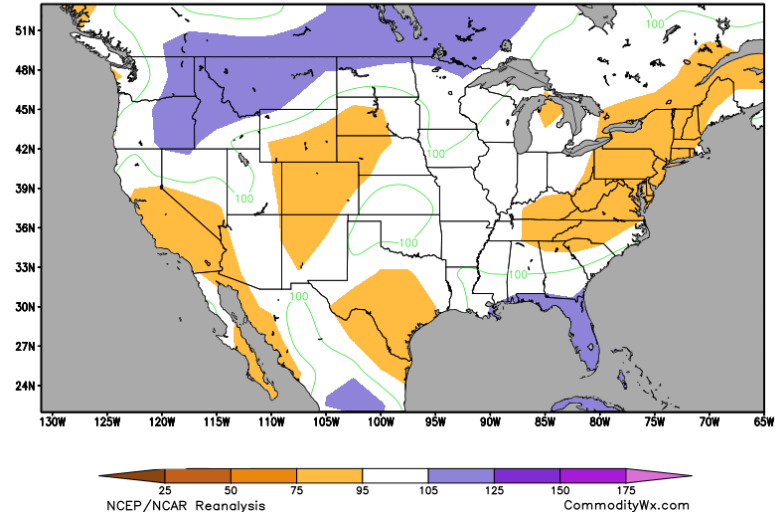 51N
100
48N
45N
100
42N
100
39N
36N
100
33N
100
30N
100
27N
24N
130W 125W 120W 115W 110W 105W 100W 95W 90W 85W 80W 75W 70W 65W
25 50 75 95 105 125 150 175
NCEP/NCAR Reanalysis CommodityWx.com